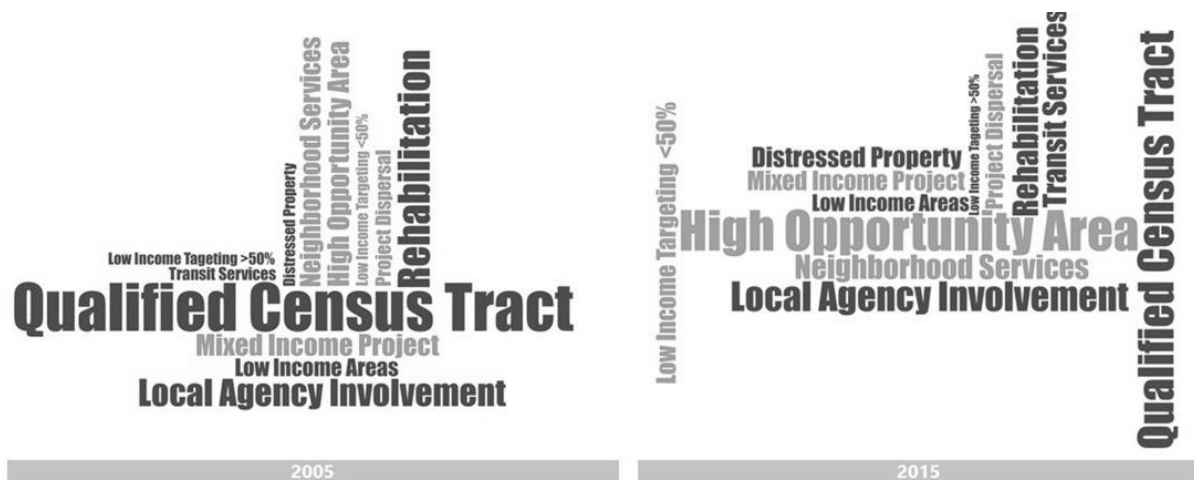 Low Income Tageting >50%
Transit Services
Distressed Property
Neighborhood Services
High Opportunity Area
Low Income Targeting <50%
Project Dispersal
Rehabilitation
Qualified Census Tract
Mixed Income Project
Low Income Areas
Local Agency Involvement
2005
Low Income Targeting <50%
Distressed Property
Mixed Income Project
Low Income Areas
Low Income Tageting >50%
Project Dispersal
Rehabilitation
Transit Services
High Opportunity Area
Neighborhood Services
Local Agency Involvement
Qualified Census Tract
2015